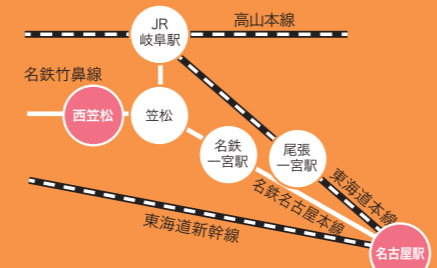 JR
岐阜駅
高山本線
名鉄竹鼻線
西笠松
笠松
名鉄
一宮駅
尾張
一宮駅
東海道本線
名鉄名古屋本線
東海道新幹線
名古屋駅